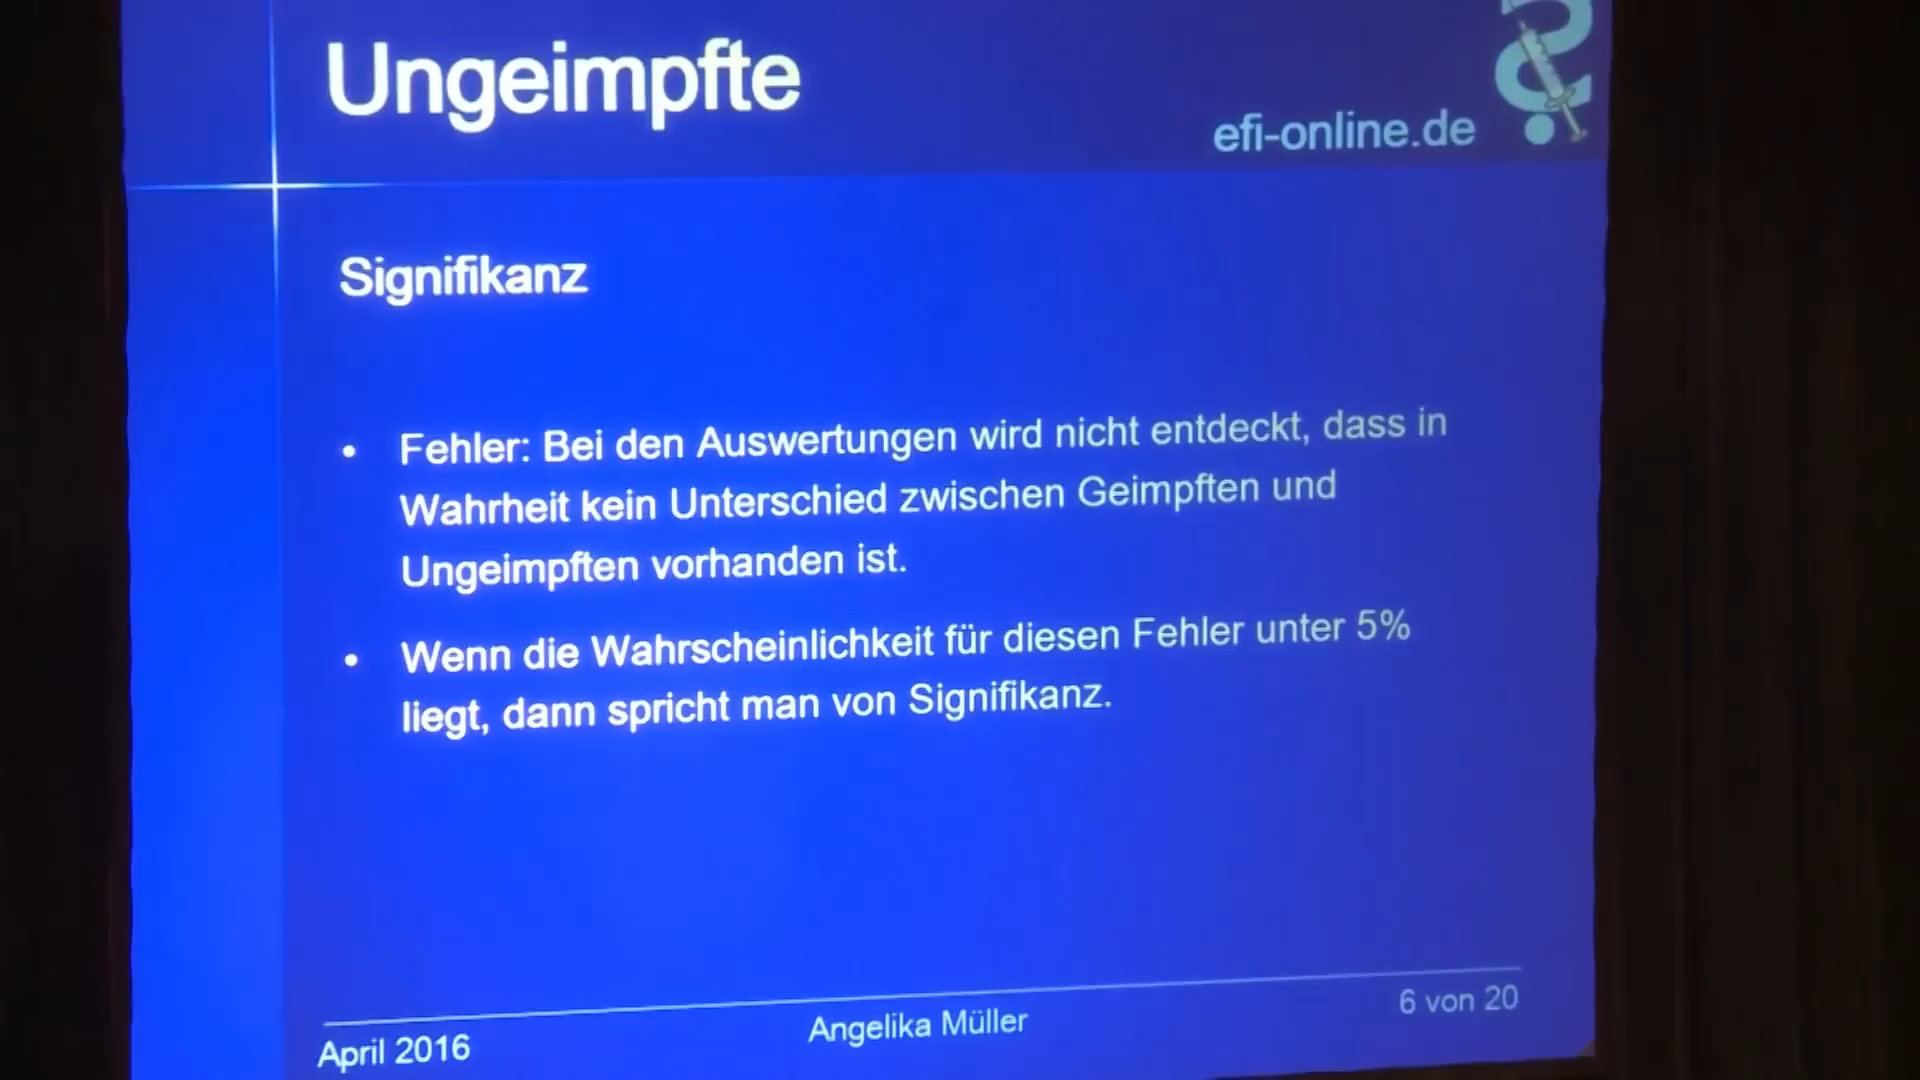 Ungeimpfte
efi-online.de
Signifikanz
• Fehler: Bei den Auswertungen wird nicht entdeckt, dass in
Wahrheit kein Unterschied zwischen Geimpften und
Ungeimpften vorhanden ist.
• Wenn die Wahrscheinlichkeit für diesen Fehler unter 5%
liegt, dann spricht man von Signifikanz.
April 2016
Angelika Müller
6 von 20